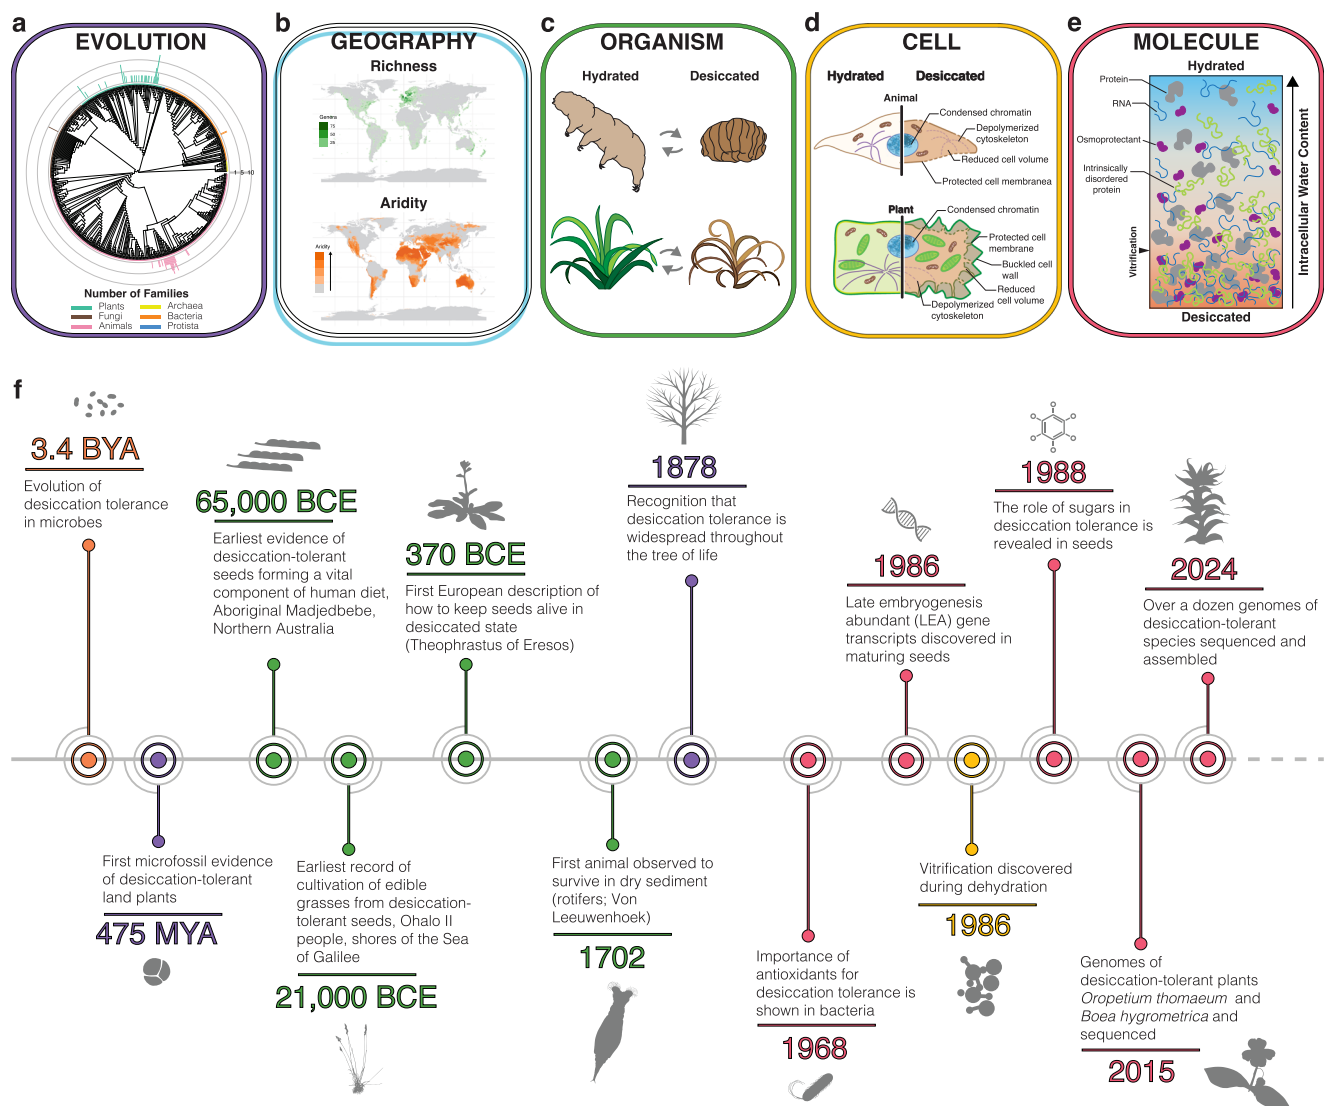 a
EVOLUTION
1
5
10
Number of Families
Plants
Fungi
Animals
Archaea
Bacteria
Protista
b
GEOGRAPHY
Richness
Genera
75
50
25
Aridity
Aridity
c
ORGANISM
Hydrated
Desiccated
d
CELL
Hydrated
Desiccated
Animal
Condensed chromatin
Depolymerized
cytoskeleton
Reduced cell volume
Protected cell membranea
Plant
Condensed chromatin
Protected cell
membrane
Buckled cell
wall
Reduced
cell volume
Depolymerized
cytoskeleton
e
MOLECULE
Hydrated
Protein
RNA
Osmoprotectant
Intrinsically
disordered
protein
Vitrification
Intracellular Water Content
Desiccated
f
3.4 BYA
Evolution of
desiccation tolerance
in microbes
First microfossil evidence
of desiccation-tolerant
land plants
475 MYA
65,000 BCE
Earliest evidence of
desiccation-tolerant
seeds forming a vital
component of human diet,
Aboriginal Madjedbebe,
Northern Australia
Earliest record of
cultivation of edible
grasses from desiccation-
tolerant seeds, Ohalo II
people, shores of the Sea
of Galilee
21,000 BCE
370 BCE
First European description of
how to keep seeds alive in
desiccated state
(Theophrastus of Eresos)
First animal observed to
survive in dry sediment
(rotifers; Von
Leeuwenhoek)
1702
1878
Recognition that
desiccation tolerance is
widespread throughout
the tree of life
Importance of
antioxidants for
desiccation tolerance is
shown in bacteria
1968
1986
Late embryogenesis
abundant (LEA) gene
transcripts discovered in
maturing seeds
Vitrification discovered
during dehydration
1986
1988
The role of sugars in
desiccation tolerance is
revealed in seeds
Genomes of
desiccation-tolerant plants
Oropetium thomaeum and
Boea hygrometrica and
sequenced
2015
2024
Over a dozen genomes of
desiccation-tolerant
species sequenced and
assembled